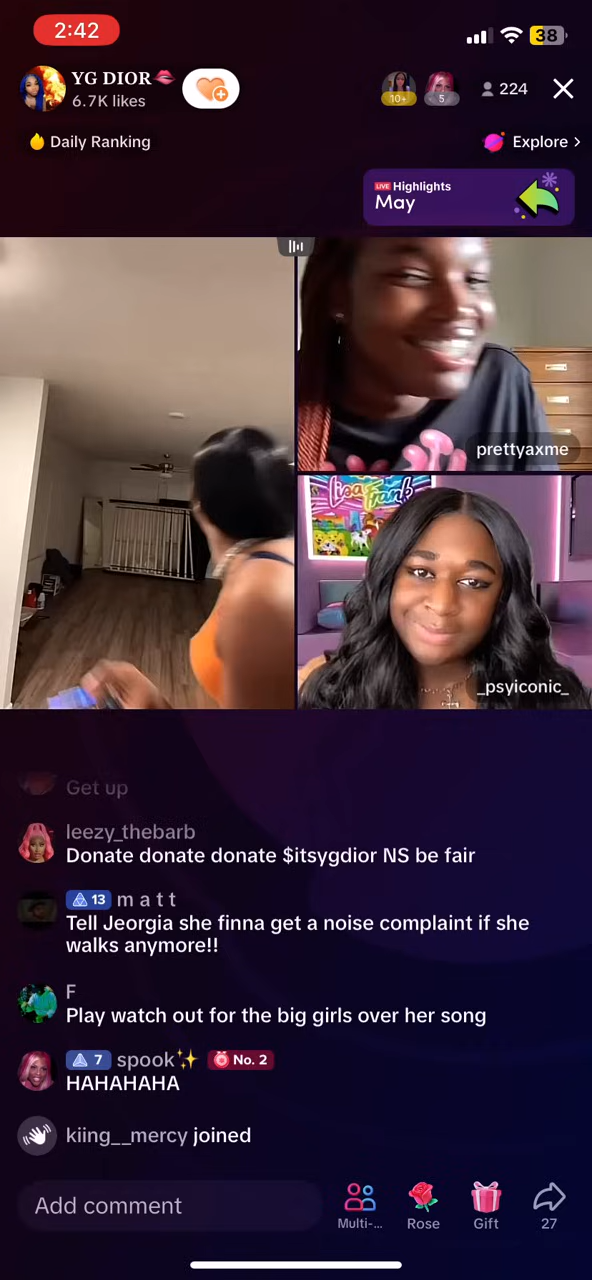 2:42
38
YG DIOR💋
6.7K likes
10+
5
224
Daily Ranking
Explore >
LIVE Highlights
May
Lisa Frank
prettyaxme
_psyiconic_
Get up
leezy_thebarb
Donate donate donate $itsygdior NS be fair
13 m a t t
Tell Jeorgia she finna get a noise complaint if she
walks anymore!!
F
Play watch out for the big girls over her song
7 spook✨ No. 2
HAHAHAHA
kiing__mercy joined
Add comment
Multi-...
Rose
Gift
27